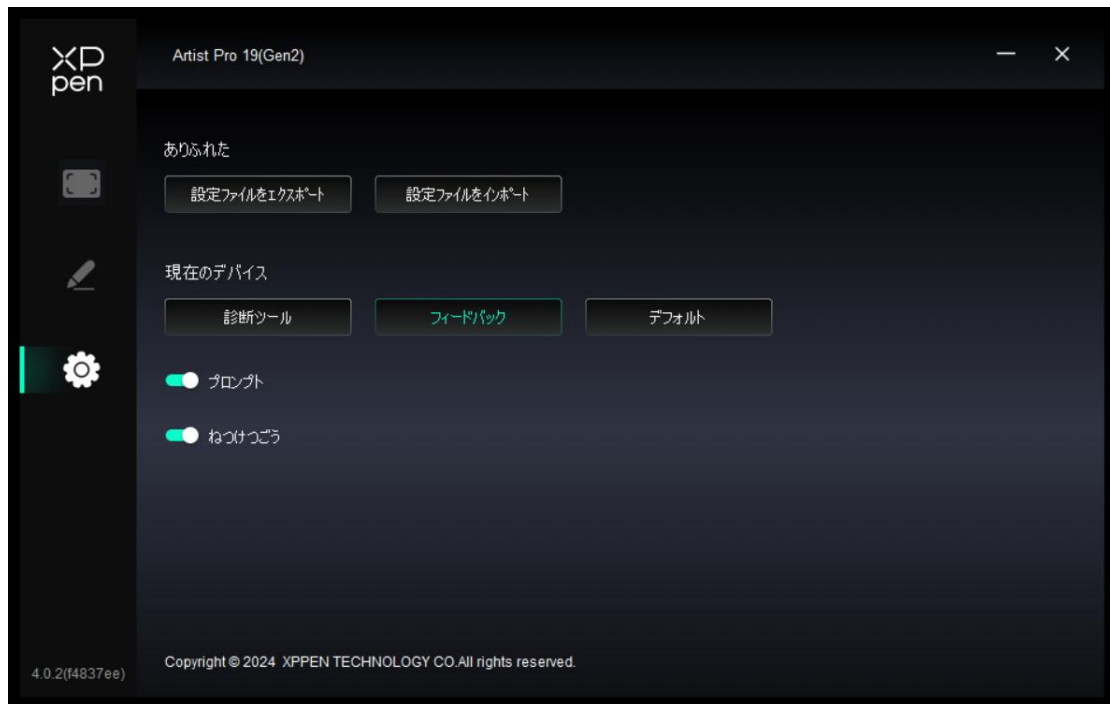 XP
pen
Artist Pro 19(Gen2)
ありふれた
設定ファイルをエクスポート
設定ファイルをインポート
現在のデバイス
診断ツール
フィードバック
デフォルト
プロンプト
ねつけつごう
Copyright © 2024 XPPEN TECHNOLOGY CO.All rights reserved.
4.0.2(f4837ee)